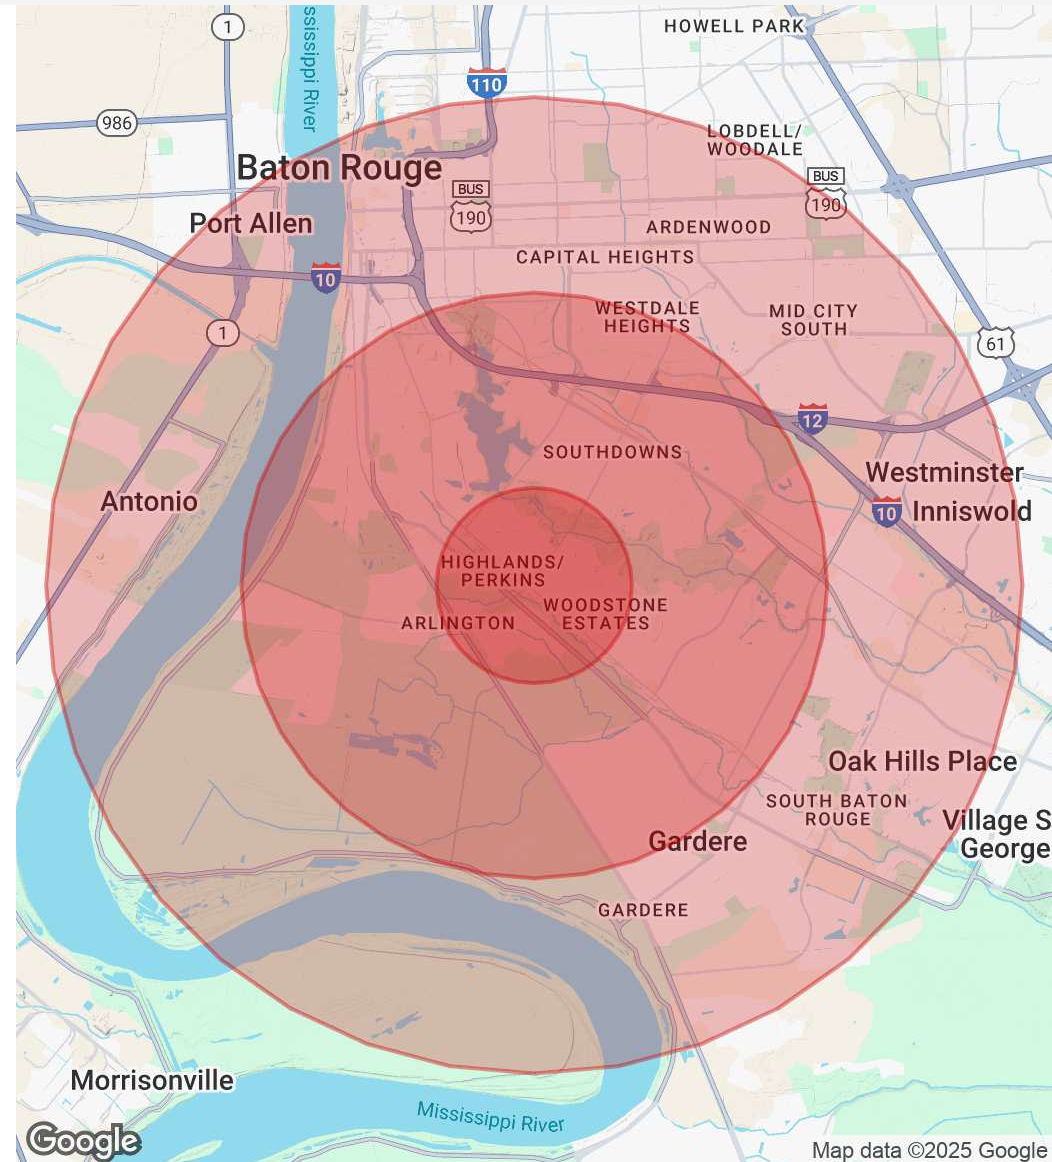 HOWELL PARK
1
ssissippi River
110
986
LOBDELL/
WOODALE
Baton Rouge
BUS
190
BUS
190
Port Allen
ARDENWOOD
CAPITAL HEIGHTS
10
WESTDALE
HEIGHTS
MID CITY
SOUTH
1
61
12
SOUTHDOWNS
Westminster
Antonio
10
Inniswold
HIGHLANDS/
PERKINS
WOODSTONE
ESTATES
ARLINGTON
Oak Hills Place
SOUTH BATON
ROUGE
Village S
George
Gardere
GARDERE
Morrisonville
Mississippi River
Google
Map data ©2025 Google